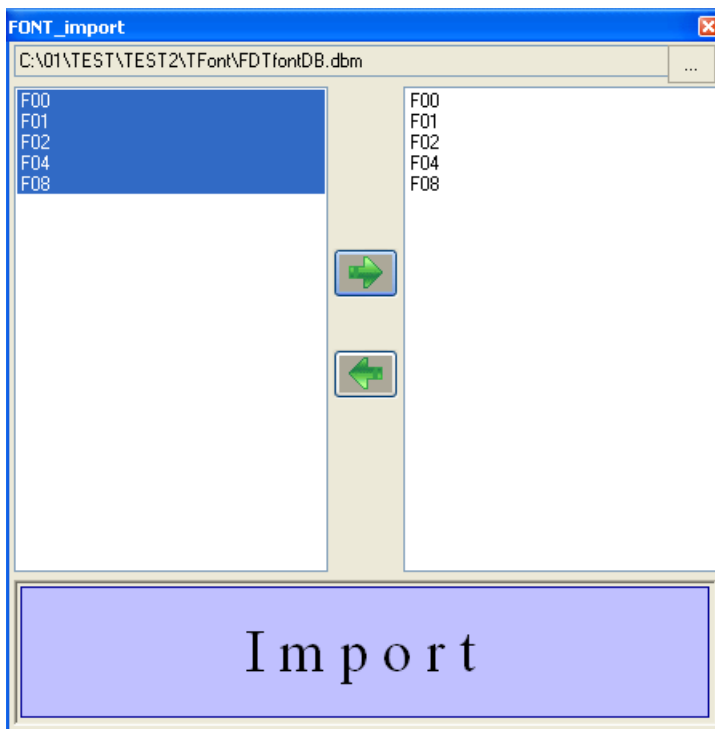 FONT_import
C:\01\TEST\TEST2\TFont\FDTfontDB.dbm
...
F00
F01
F02
F04
F08
F00
F01
F02
F04
F08
Import